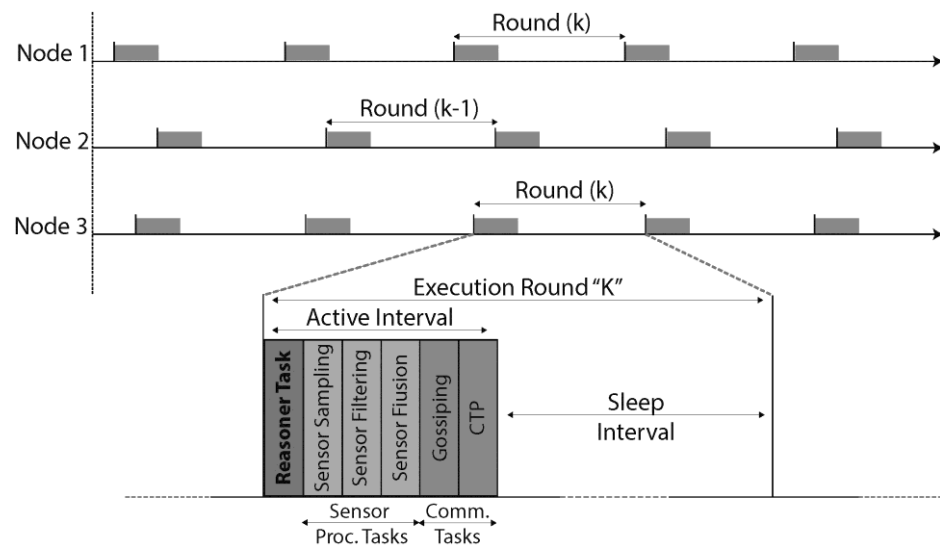 Round (k)
Node 1
Round (k-1)
Node 2
Round (k)
Node 3
Execution Round “K”
Active Interval
Reasoner Task
Sensor Sampling
Sensor Filtering
Sensor Fiusion
Gossiping
CTP
Sleep
Interval
Sensor
Proc. Tasks
Comm.
Tasks